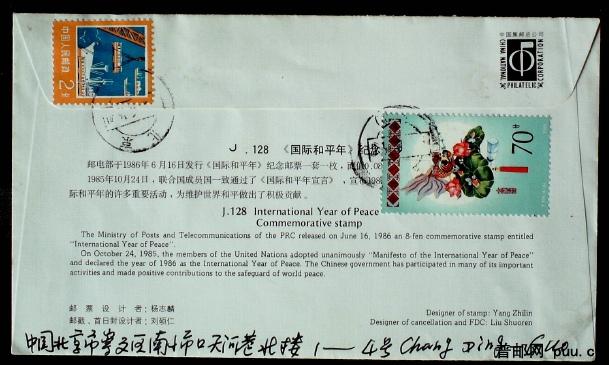 中国人民邮政
2分
中国集邮总公司
CHINA NATIONAL
PHILATELIC
CORPORATION
70分
J.128 《国际和平年》纪念
邮电部于1986年6月16日发行《国际和平年》纪念邮票一套一枚，面值0.08
1985年10月24日，联合国成员国一致通过了《国际和平年宣言》，宣布198
际和平年的许多重要活动，为维护世界和平做出了积极贡献。
J.128 International Year of Peace
Commemorative stamp
The Ministry of Posts and Telecommunications of the PRC released on June 16, 1986 an 8-fen commemorative stamp entitled
"International Year of Peace".
On October 24, 1985, the members of the United Nations adopted unanimously "Manifesto of the International Year of Peace"
and declared the year of 1986 as the International Year of Peace. The Chinese government has participated in many of its important
activities and made positive contributions to the safeguard of world peace.
邮票设计者：杨志麟
邮戳、首日封设计者：刘硕仁
Designer of stamp: Yang Zhilin
Designer of cancellation and FDC: Liu Shuoren
中国北京市 南 市口天河 北楼 1—4号 Chang Ding
普邮网 puu.c